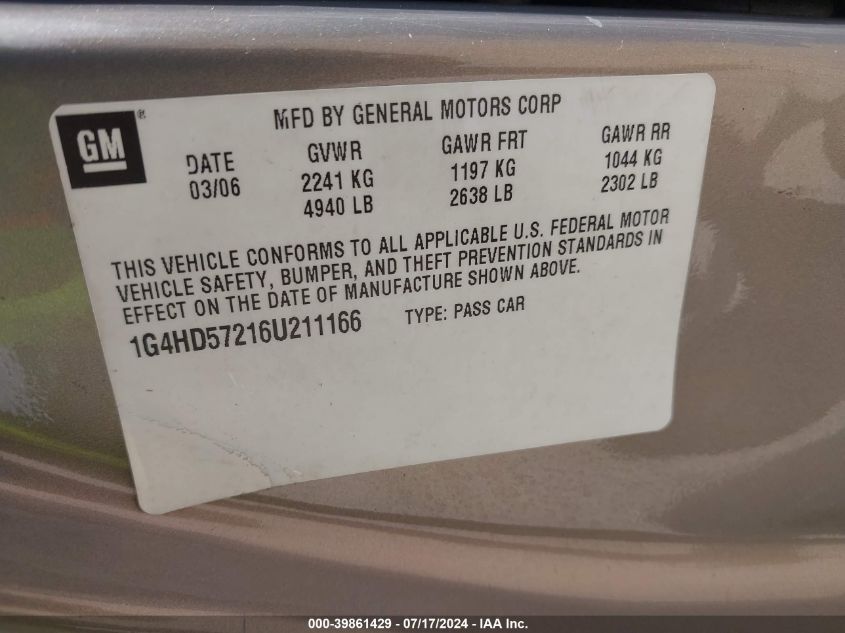 GM®
MFD BY GENERAL MOTORS CORP
DATE GVWR GAWR FRT GAWR RR
03/06 2241 KG 1197 KG 1044 KG
4940 LB 2638 LB 2302 LB
THIS VEHICLE CONFORMS TO ALL APPLICABLE U.S. FEDERAL MOTOR
VEHICLE SAFETY, BUMPER, AND THEFT PREVENTION STANDARDS IN
EFFECT ON THE DATE OF MANUFACTURE SHOWN ABOVE.
1G4HD57216U211166 TYPE: PASS CAR
000-39861429 - 07/17/2024 - IAA Inc.